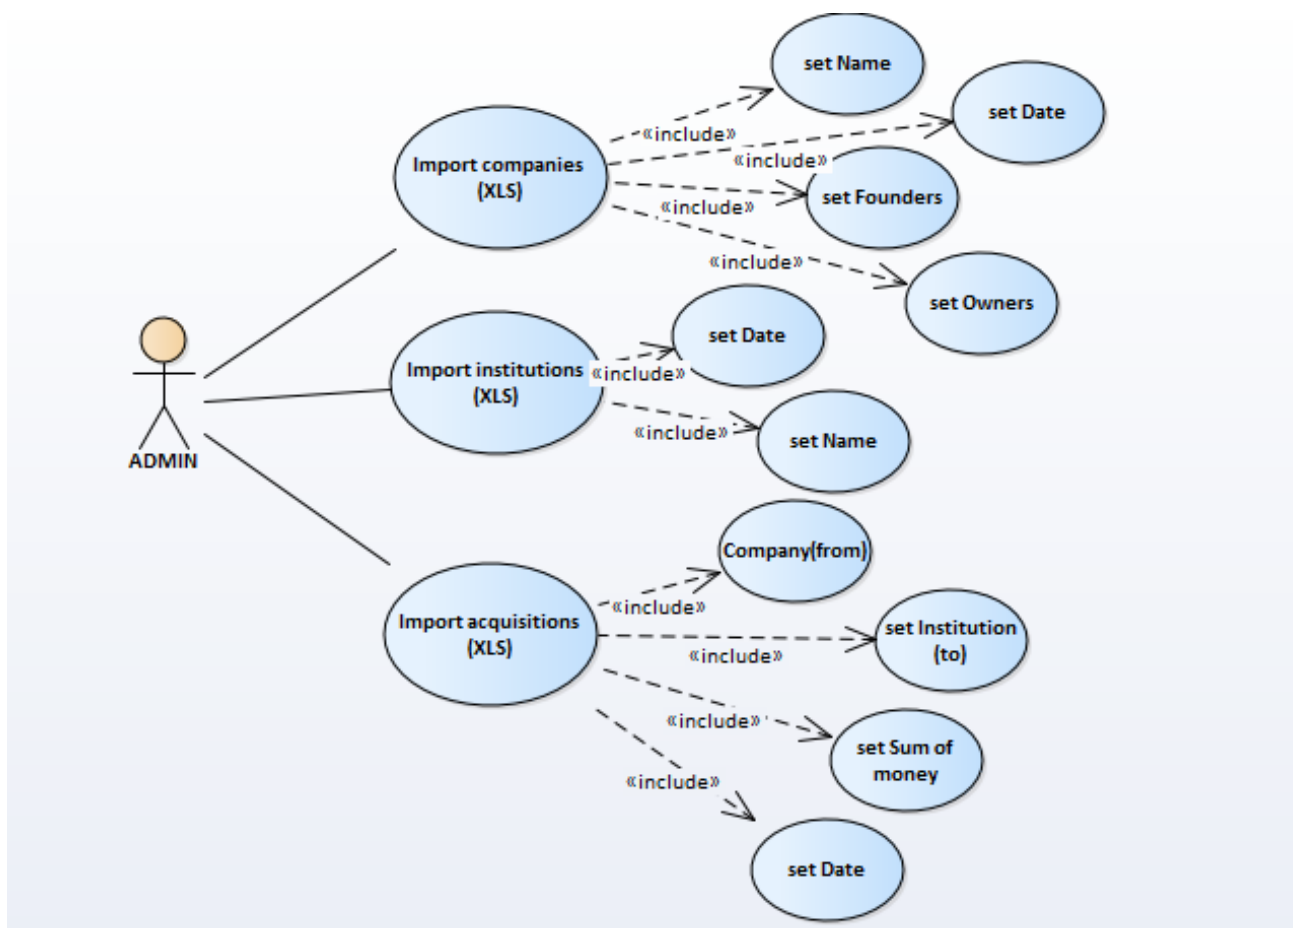 set Name
set Date
«include»
«include»
Import companies
(XLS)
set Founders
«include»
«include»
set Owners
set Date
Import institutions
(XLS)
«include»
«include»
set Name
ADMIN
Company(from)
Import acquisitions
(XLS)
«include»
set Institution
(to)
«include»
«include»
set Sum of
money
«include»
set Date